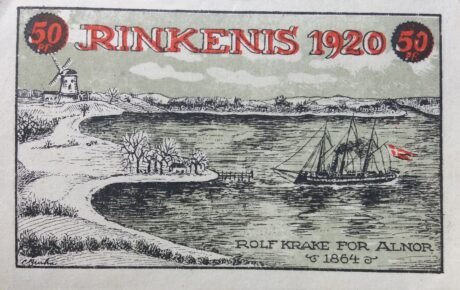 50 RINKENIS 1920 50
ROLF KRAKE FOR ALNOR
1864